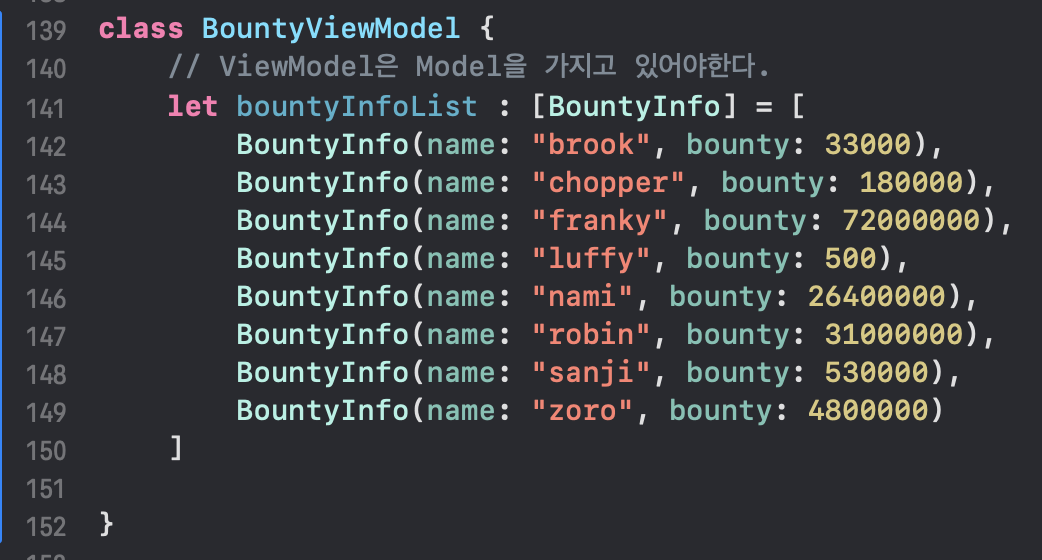 139 class BountyViewModel {
140 // ViewModel은 Model을 가지고 있어야한다.
141 let bountyInfoList : [BountyInfo] = [
142 BountyInfo(name: "brook", bounty: 33000),
143 BountyInfo(name: "chopper", bounty: 180000),
144 BountyInfo(name: "franky", bounty: 72000000),
145 BountyInfo(name: "luffy", bounty: 500),
146 BountyInfo(name: "nami", bounty: 26400000),
147 BountyInfo(name: "robin", bounty: 31000000),
148 BountyInfo(name: "sanji", bounty: 530000),
149 BountyInfo(name: "zoro", bounty: 4800000)
150 ]
151
152 }